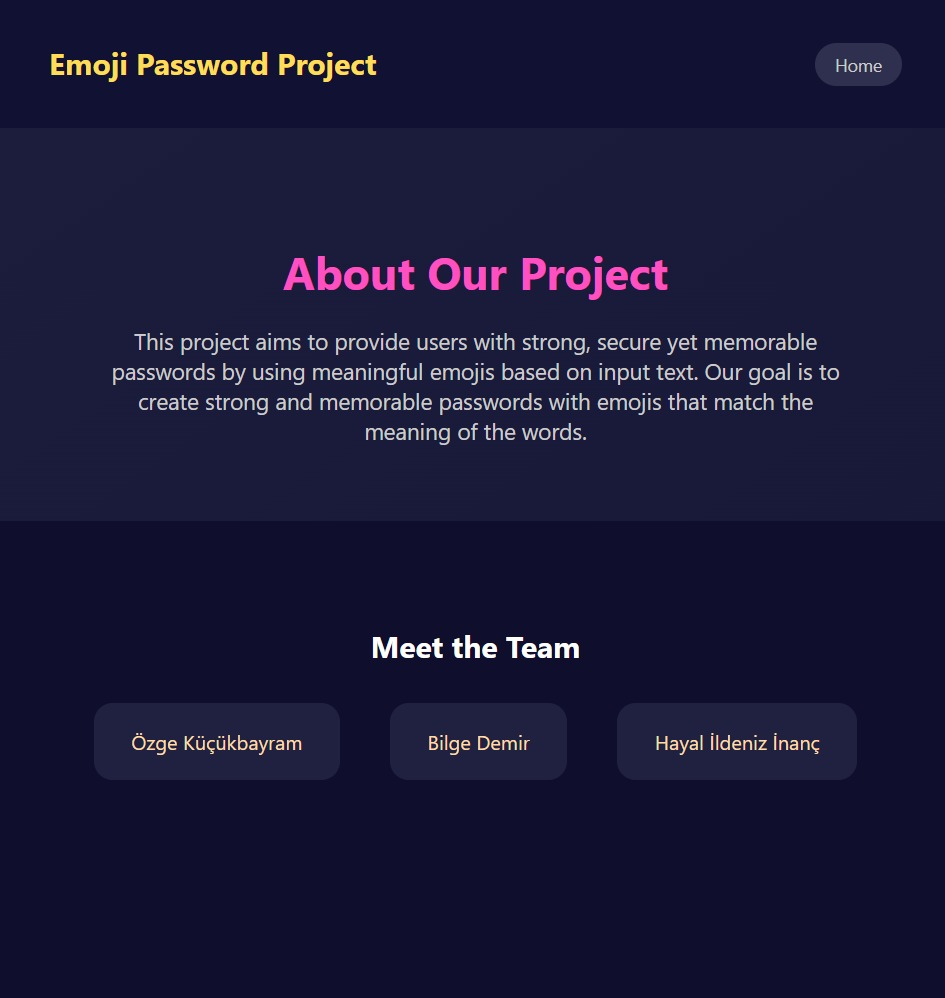 Emoji Password Project
Home
About Our Project
This project aims to provide users with strong, secure yet memorable
passwords by using meaningful emojis based on input text. Our goal is to
create strong and memorable passwords with emojis that match the
meaning of the words.
Meet the Team
Özge Küçükbayram
Bilge Demir
Hayal İldeniz İnanç